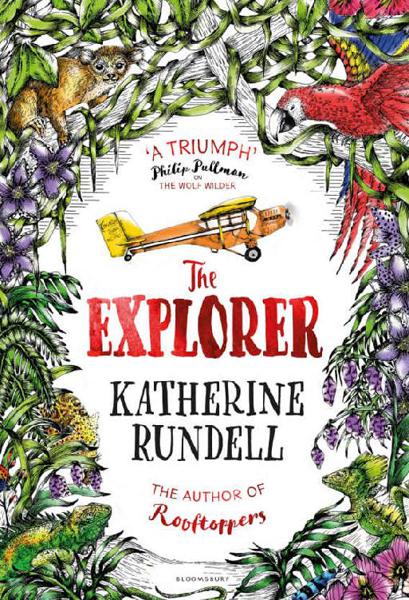 'A TRIUMPH'
Philip Pullman
ON
THE WOLF WILDER
The
EXPLORER
KATHERINE
RUNDELL
THE AUTHOR OF
Rooftoppers
BLOOMSBURY